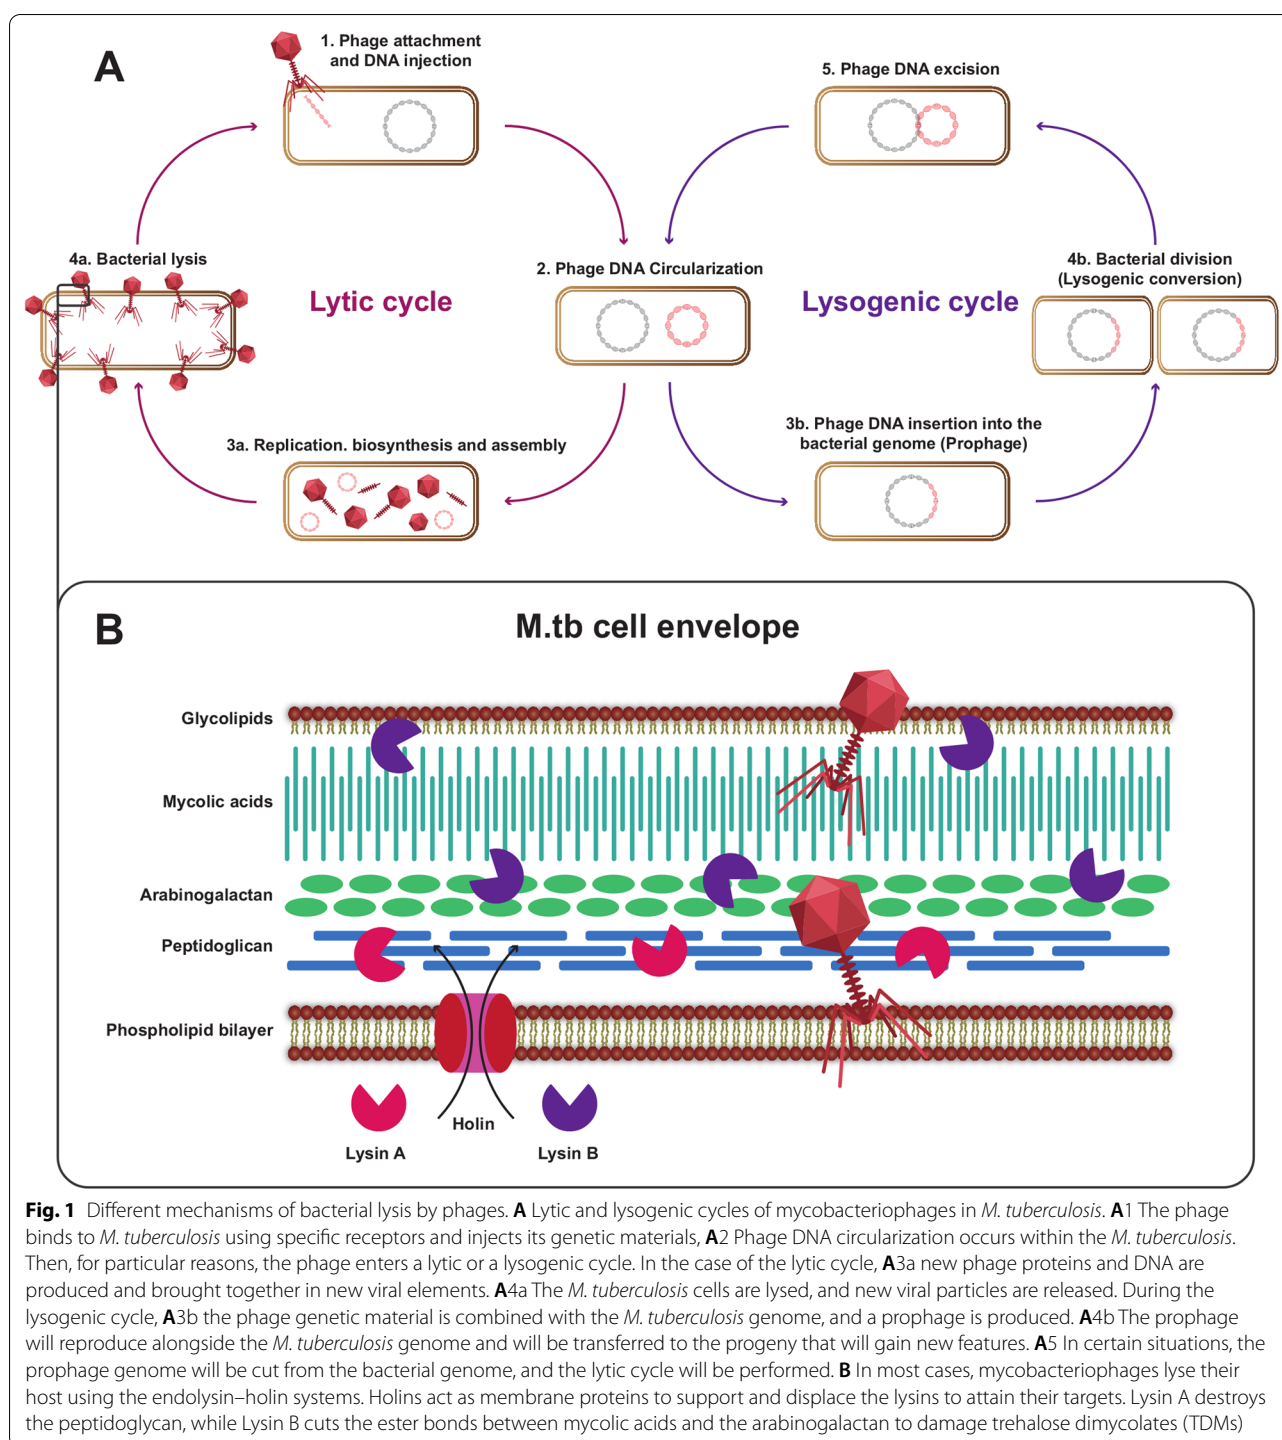 A
1. Phage attachment
and DNA injection
5. Phage DNA excision
4a. Bacterial lysis
Lytic cycle
2. Phage DNA Circularization
Lysogenic cycle
4b. Bacterial division
(Lysogenic conversion)
3a. Replication. biosynthesis and assembly
3b. Phage DNA insertion into the
bacterial genome (Prophage)
B
M.tb cell envelope
Glycolipids
Mycolic acids
Arabinogalactan
Peptidoglican
Phospholipid bilayer
Lysin A
Holin
Lysin B
Fig. 1 Different mechanisms of bacterial lysis by phages. A Lytic and lysogenic cycles of mycobacteriophages in M. tuberculosis. A1 The phage
binds to M. tuberculosis using specific receptors and injects its genetic materials, A2 Phage DNA circularization occurs within the M. tuberculosis.
Then, for particular reasons, the phage enters a lytic or a lysogenic cycle. In the case of the lytic cycle, A3a new phage proteins and DNA are
produced and brought together in new viral elements. A4a The M. tuberculosis cells are lysed, and new viral particles are released. During the
lysogenic cycle, A3b the phage genetic material is combined with the M. tuberculosis genome, and a prophage is produced. A4b The prophage
will reproduce alongside the M. tuberculosis genome and will be transferred to the progeny that will gain new features. A5 In certain situations, the
prophage genome will be cut from the bacterial genome, and the lytic cycle will be performed. B In most cases, mycobacteriophages lyse their
host using the endolysin–holin systems. Holins act as membrane proteins to support and displace the lysins to attain their targets. Lysin A destroys
the peptidoglycan, while Lysin B cuts the ester bonds between mycolic acids and the arabinogalactan to damage trehalose dimycolates (TDMs)